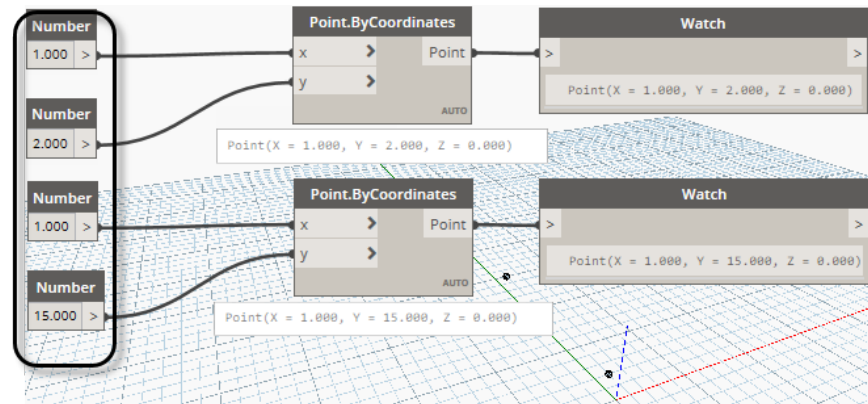 Number
1.000 >
Point.ByCoordinates
x >
Point
y >
AUTO
Point(X = 1.000, Y = 2.000, Z = 0.000)
Watch
> >
Point(X = 1.000, Y = 2.000, Z = 0.000)
Number
2.000 >
Number
1.000 >
Point.ByCoordinates
x >
Point
y >
AUTO
Point(X = 1.000, Y = 15.000, Z = 0.000)
Watch
> >
Point(X = 1.000, Y = 15.000, Z = 0.000)
Number
15.000 >